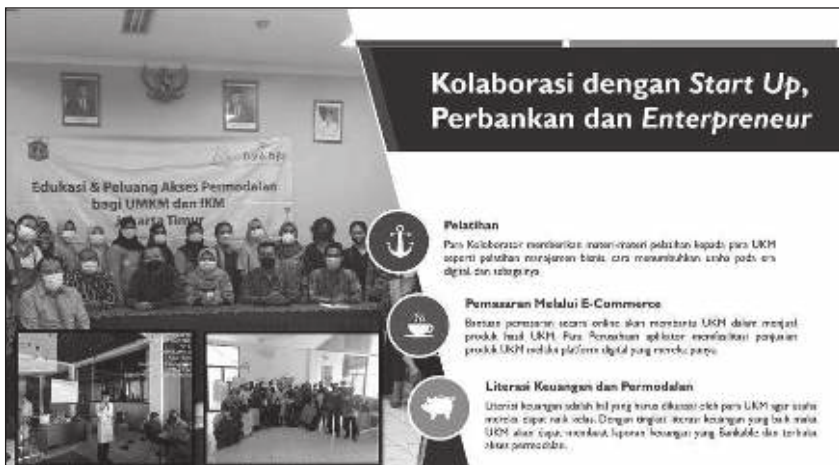 Kolaborasi dengan Start Up,
Perbankan dan Enterpreneur
Edukasi & Peluang Akses Permodalan
bagi UMKM dan IKM
Jakarta Timur
Pelatihan
Para Kolaborator memberikan materi-materi pelatihan kepada para UKM
seperti pelatihan manajemen bisnis, cara menumbuhkan usaha pada era
digital, dan sebagainya
Pemasaran Melalui E-Commerce
Bantuan pemasaran secara online akan membantu UKM dalam menjual
produk hasil UKM. Para Perusahaan aplikator memfasilitasi penjualan
produk UKM melalui platform digital yang mereka punya.
Literasi Keuangan dan Permodalan
Literasi keuangan adalah hal yang harus dikuasai oleh para UKM agar usaha
mereka dapat naik kelas. Dengan tingkat literasi keuangan yang baik maka
UKM akan dapat membuat laporan keuangan yang Bankable dan terbuka
akses permodalan.